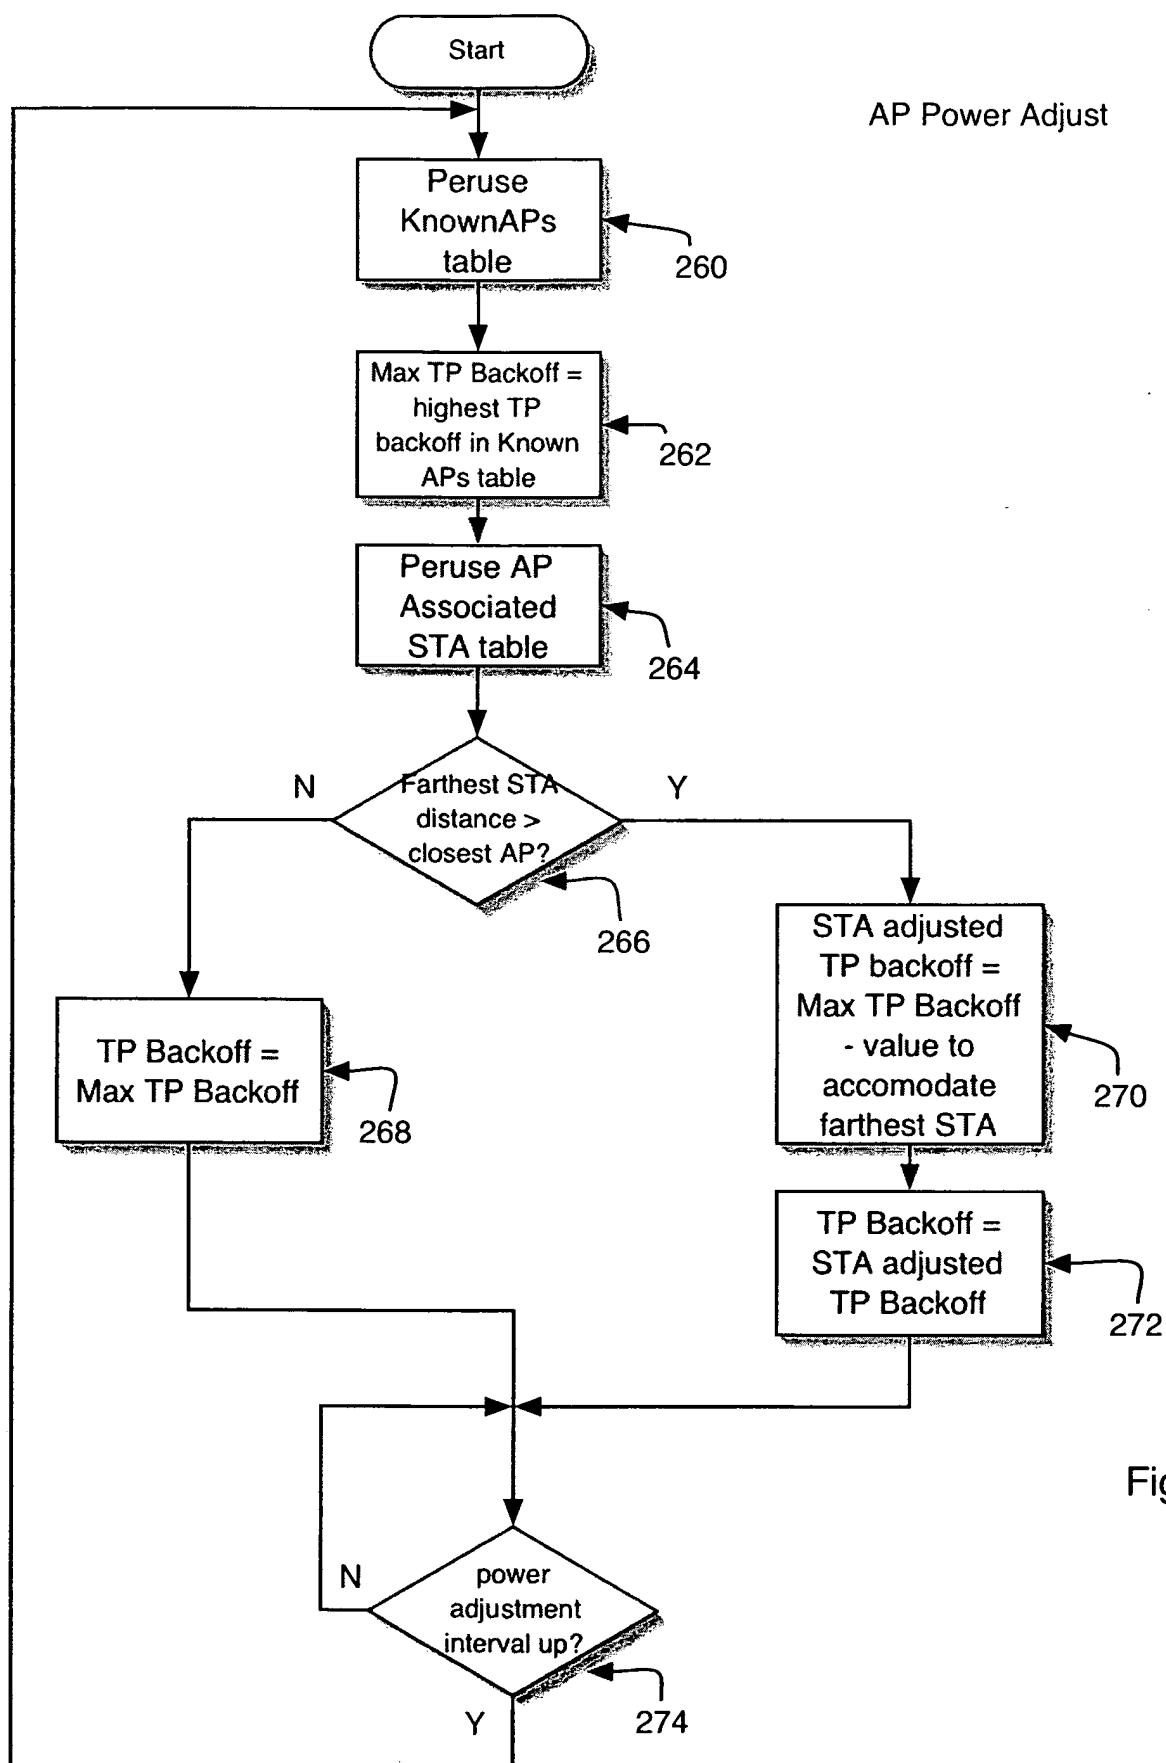 Start
AP Power Adjust
Peruse
KnownAPs
table
260
Max TP Backoff =
highest TP
backoff in Known
APs table
262
Peruse AP
Associated
STA table
264
N
Farthest STA
distance >
closest AP?
Y
266
STA adjusted
TP backoff =
Max TP Backoff
- value to
accomodate
farthest STA
270
TP Backoff =
Max TP Backoff
268
TP Backoff =
STA adjusted
TP Backoff
272
Fig
N
power
adjustment
interval up?
274
Y